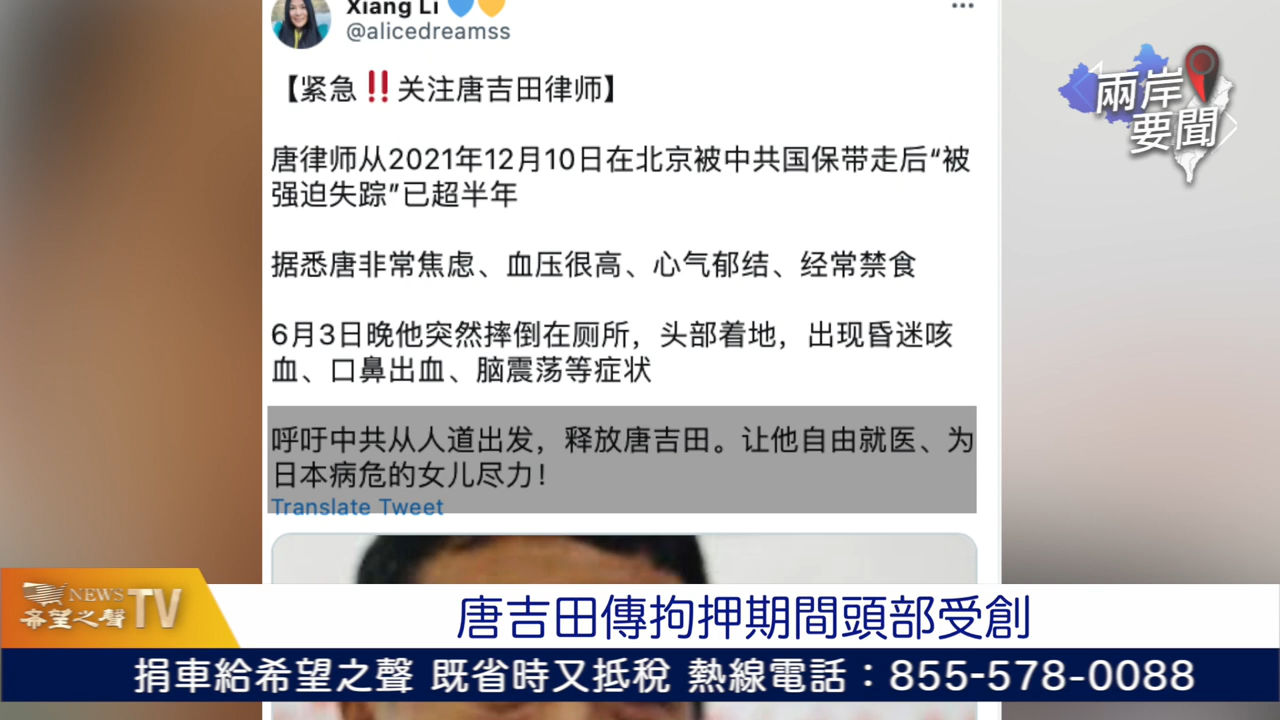 Xiang Li
@alicedreamss
【紧急‼️关注唐吉田律师】
唐律师从2021年12月10日在北京被中共国保带走后“被
强迫失踪”已超半年
据悉唐非常焦虑、血压很高、心气郁结、经常禁食
6月3日晚他突然摔倒在厕所，头部着地，出现昏迷咳
血、口鼻出血、脑震荡等症状
呼吁中共从人道出发，释放唐吉田。让他自由就医、为
日本病危的女儿尽力！
Translate Tweet
兩岸
要聞
NEWS
希望之聲
TV
唐吉田傳拘押期間頭部受創
捐車給希望之聲 既省時又抵稅 熱線電話：855-578-0088